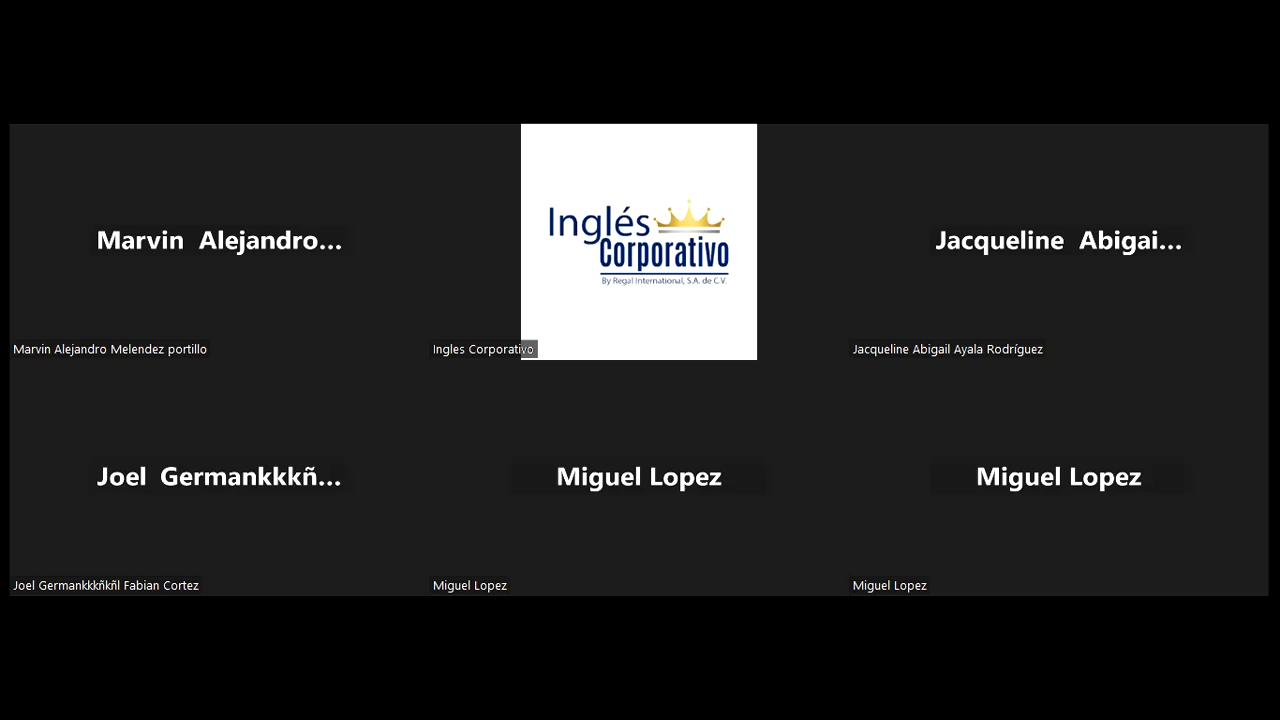 Marvin Alejandro...
Inglés
Corporativo
By Regal International, S.A. de C.V.
Jacqueline Abigai...
Marvin Alejandro Melendez portillo
Ingles Corporativo
Jacqueline Abigail Ayala Rodríguez
Joel Germankkkñ...
Miguel Lopez
Miguel Lopez
Joel Germankkkñkñl Fabian Cortez
Miguel Lopez
Miguel Lopez